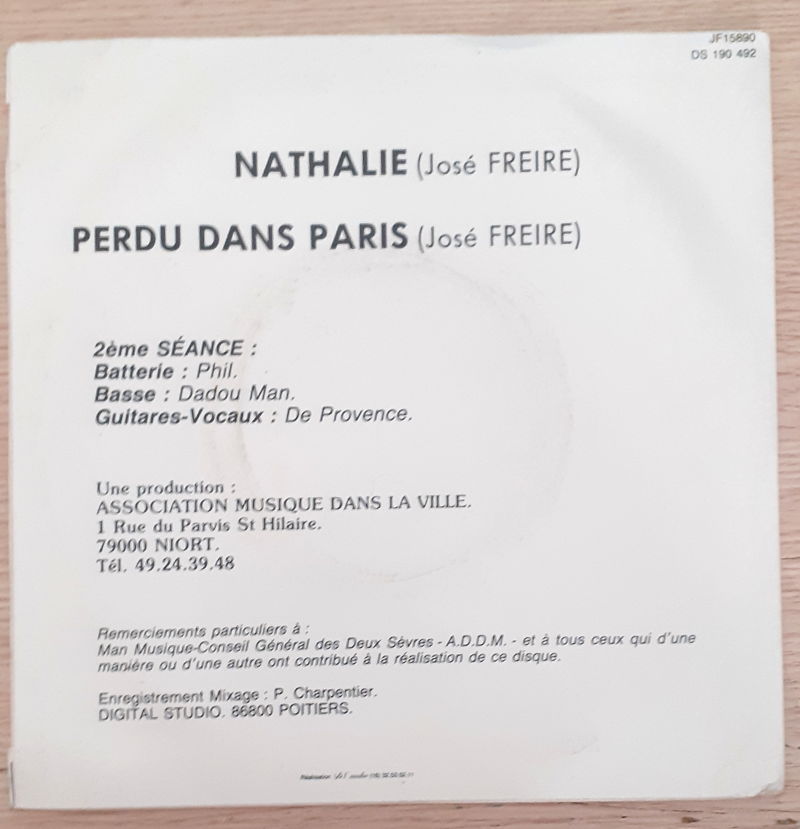 JF15890
DS 190 492
NATHALIE (José FREIRE)
PERDU DANS PARIS (José FREIRE)
2ème SÉANCE :
Batterie : Phil.
Basse : Dadou Man.
Guitares-Vocaux : De Provence.
Une production :
ASSOCIATION MUSIQUE DANS LA VILLE.
1 Rue du Parvis St Hilaire.
79000 NIORT.
Tél. 49.24.39.48
Remerciements particuliers à :
Man Musique-Conseil Général des Deux Sèvres - A.D.D.M. - et à tous ceux qui d'une
manière ou d'une autre ont contribué à la réalisation de ce disque.
Enregistrement Mixage : P. Charpentier.
DIGITAL STUDIO. 86800 POITIERS.
Réalisation